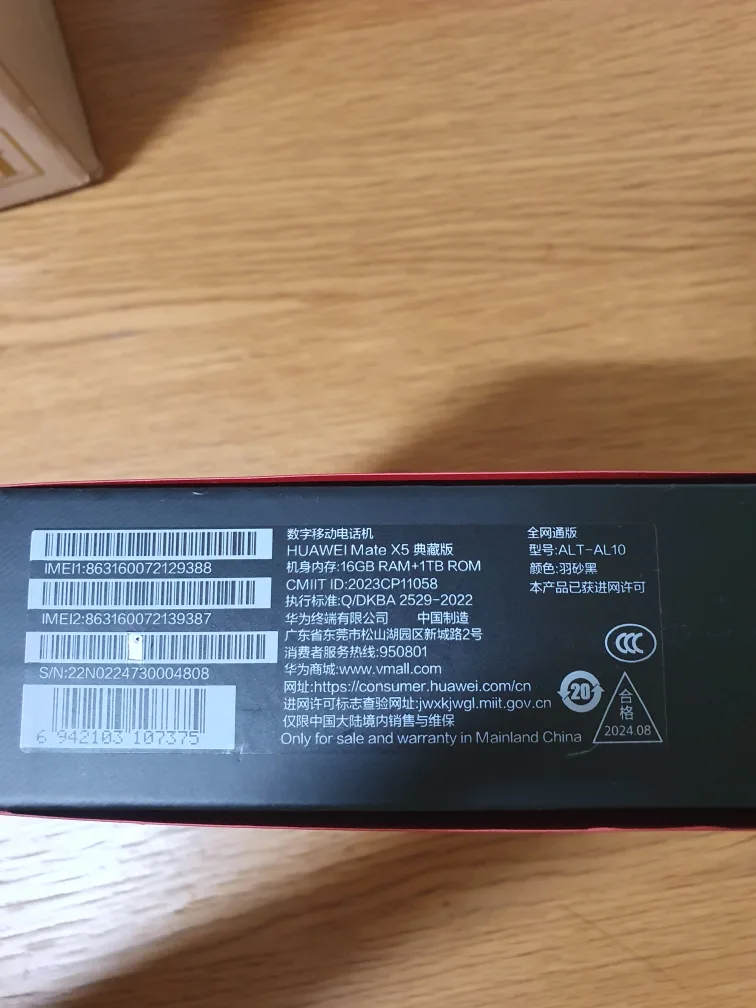 IMEI1:863160072129388
IMEI2:863160072139387
S/N:22N0224730004808
6 942103 107375
数字移动电话机
HUAWEI Mate X5 典藏版
机身内存:16GB RAM+1TB ROM
CMIIT ID:2023CP11058
执行标准:Q/DKBA 2529-2022
华为终端有限公司 中国制造
广东省东莞市松山湖园区新城路2号
消费者服务热线:950801
华为商城:www.vmall.com
网址:https://consumer.huawei.com/cn
进网许可标志查验网址:jwxkjwgl.miit.gov.cn
仅限中国大陆境内销售与维保
Only for sale and warranty in Mainland China
全网通版
型号:ALT-AL10
颜色:羽砂黑
本产品已获进网许可
CCC
20
合格
2024.08